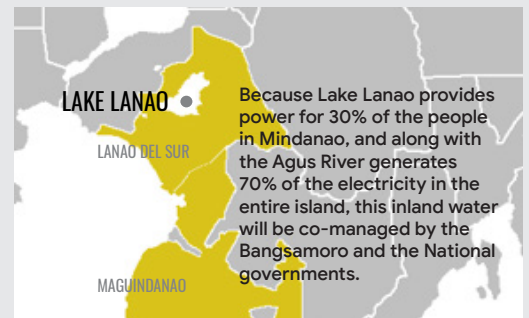 LAKE LANAO
Because Lake Lanao provides
power for 30% of the people
in Mindanao, and along with
the Agus River generates
70% of the electricity in the
entire island, this inland water
will be co-managed by the
Bangsamoro and the National
governments.
LANAO DEL SUR
MAGUINDANAO